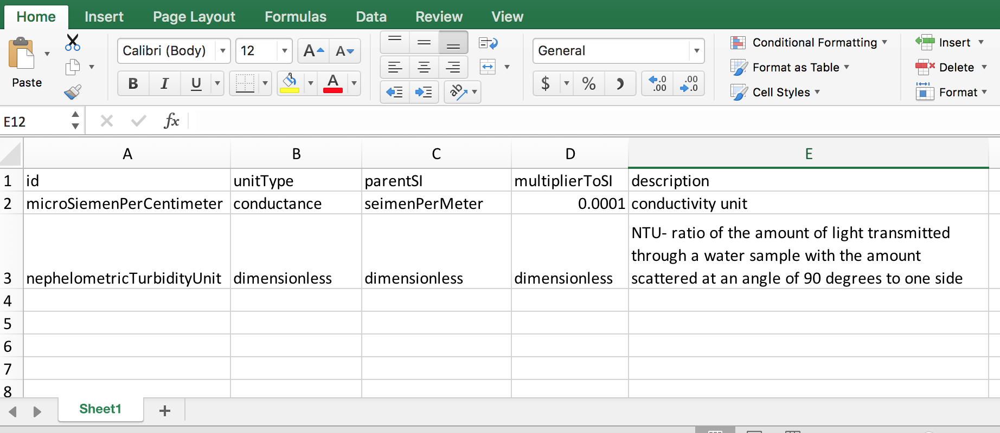 Home Insert Page Layout Formulas Data Review View
Paste
Calibri (Body) 12 A A
B I U A
General
$ % .0 .00 .00 .0
ab
Conditional Formatting
Format as Table
Cell Styles
Insert
Delete
Format
E12 fx
A B C D E
1 id unitType parentSI multiplierToSI description
2 microSiemenPerCentimeter conductance seimenPerMeter 0.0001 conductivity unit
NTU- ratio of the amount of light transmitted
through a water sample with the amount
3 nephelometricTurbidityUnit dimensionless dimensionless dimensionless scattered at an angle of 90 degrees to one side
4
5
6
7
8
Sheet1 +